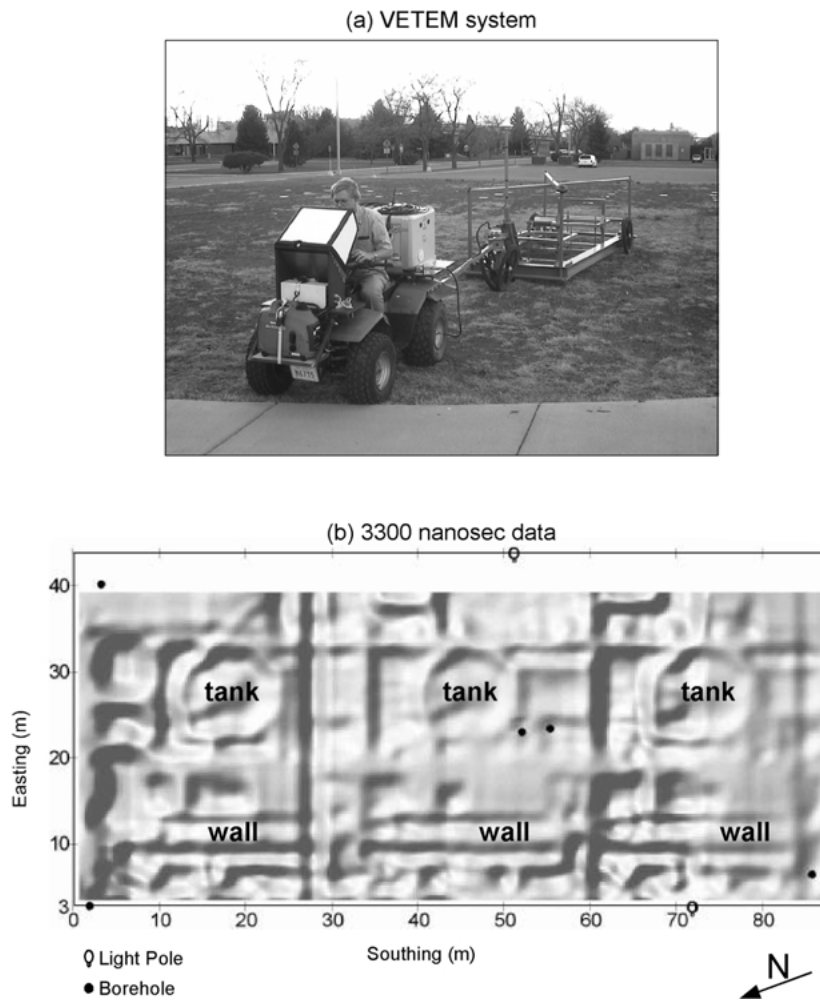 (a) VETEM system
(b) 3300 nanosec data
40
30
20
10
3
Easting (m)
tank tank tank
wall wall wall
0 10 20 30 40 50 60 70 80
Southing (m)
Light Pole
Borehole
N